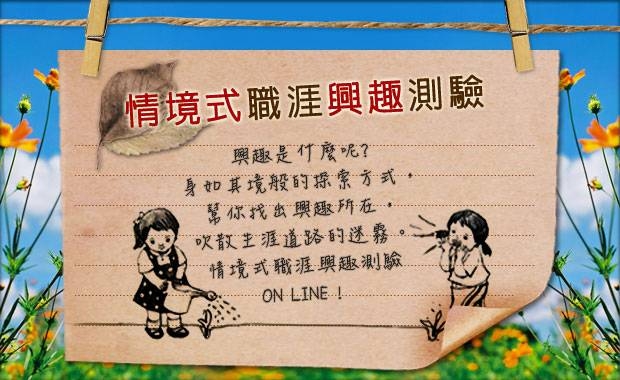 情境式職涯興趣測驗
興趣是什麼呢?
身如其境般的探索方式，
幫你找出興趣所在，
吹散生涯道路的迷霧。
情境式職涯興趣測驗
ON LINE！